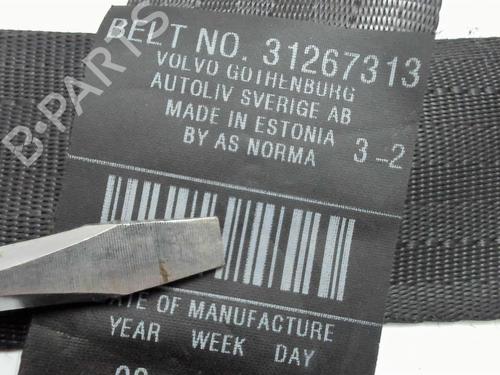 BELT NO. 31267313
VOLVO GOTHENBURG
AUTOLIV SVERIGE AB
MADE IN ESTONIA
BY AS NORMA 3-2
OF MANUFACTURE
YEAR WEEK DAY
B-PARTS